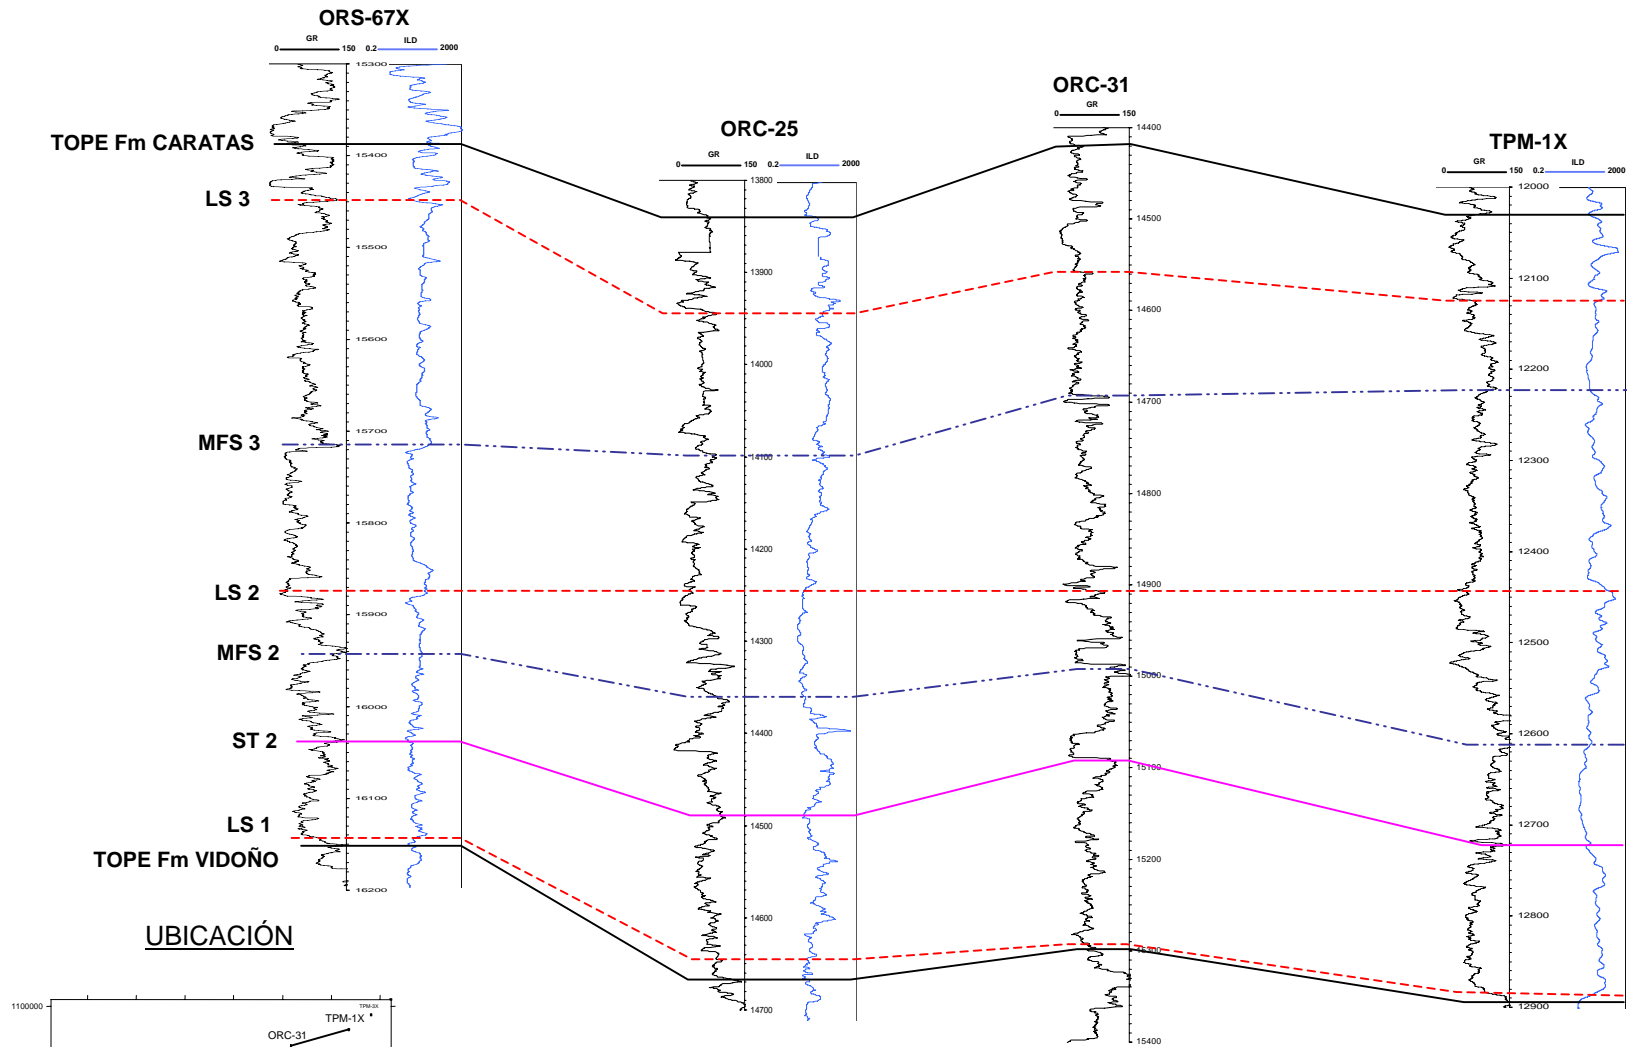 ORS-67X
0 GR 150 0.2 ILD 2000
15300
15400
15500
15600
15700
15800
15900
16000
16100
16200
ORC-25
0 GR 150 0.2 ILD 2000
13800
13900
14000
14100
14200
14300
14400
14500
14600
14700
ORC-31
0 GR 150
14400
14500
14600
14700
14800
14900
15000
15100
15200
15300
15400
TPM-1X
0 GR 150 0.2 ILD 2000
12000
12100
12200
12300
12400
12500
12600
12700
12800
12900
TOPE Fm CARATAS
LS 3
MFS 3
LS 2
MFS 2
ST 2
LS 1
TOPE Fm VIDOÑO
UBICACIÓN
1100000
TPM-3X
TPM-1X
ORC-31